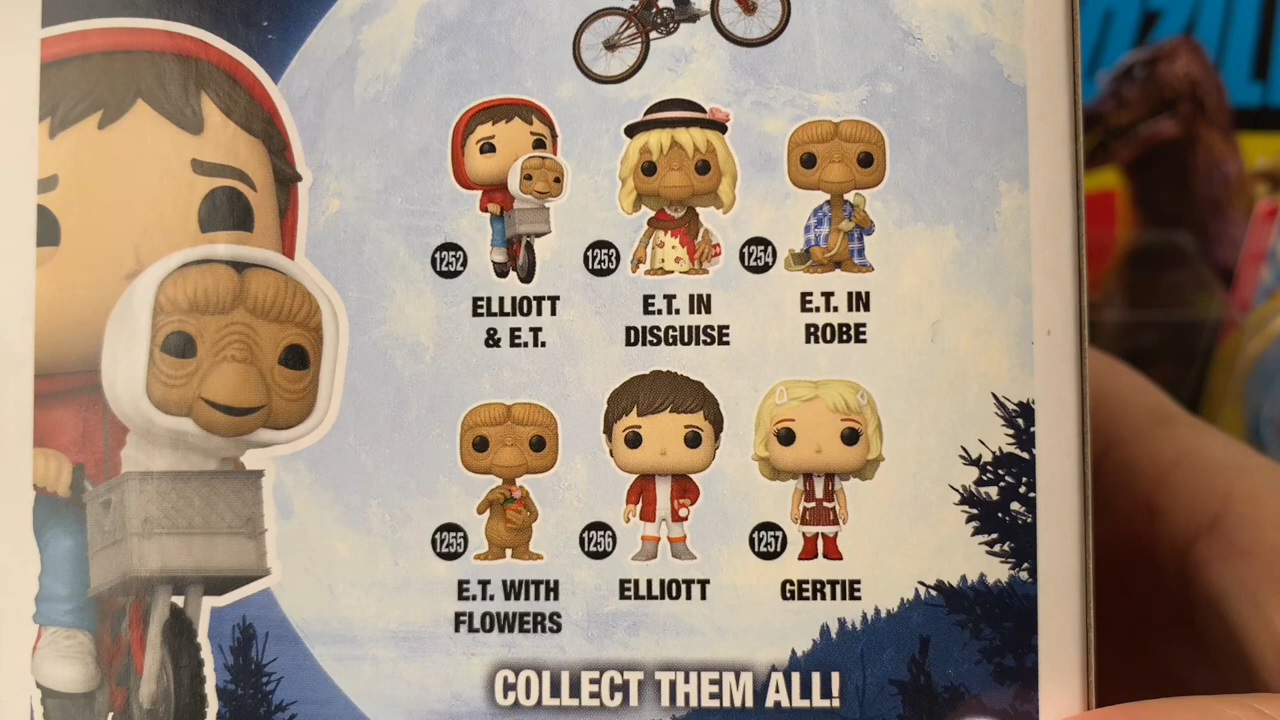 1252
ELLIOTT
& E.T.
1253
E.T. IN
DISGUISE
1254
E.T. IN
ROBE
1255
E.T. WITH
FLOWERS
1256
ELLIOTT
1257
GERTIE
COLLECT THEM ALL!